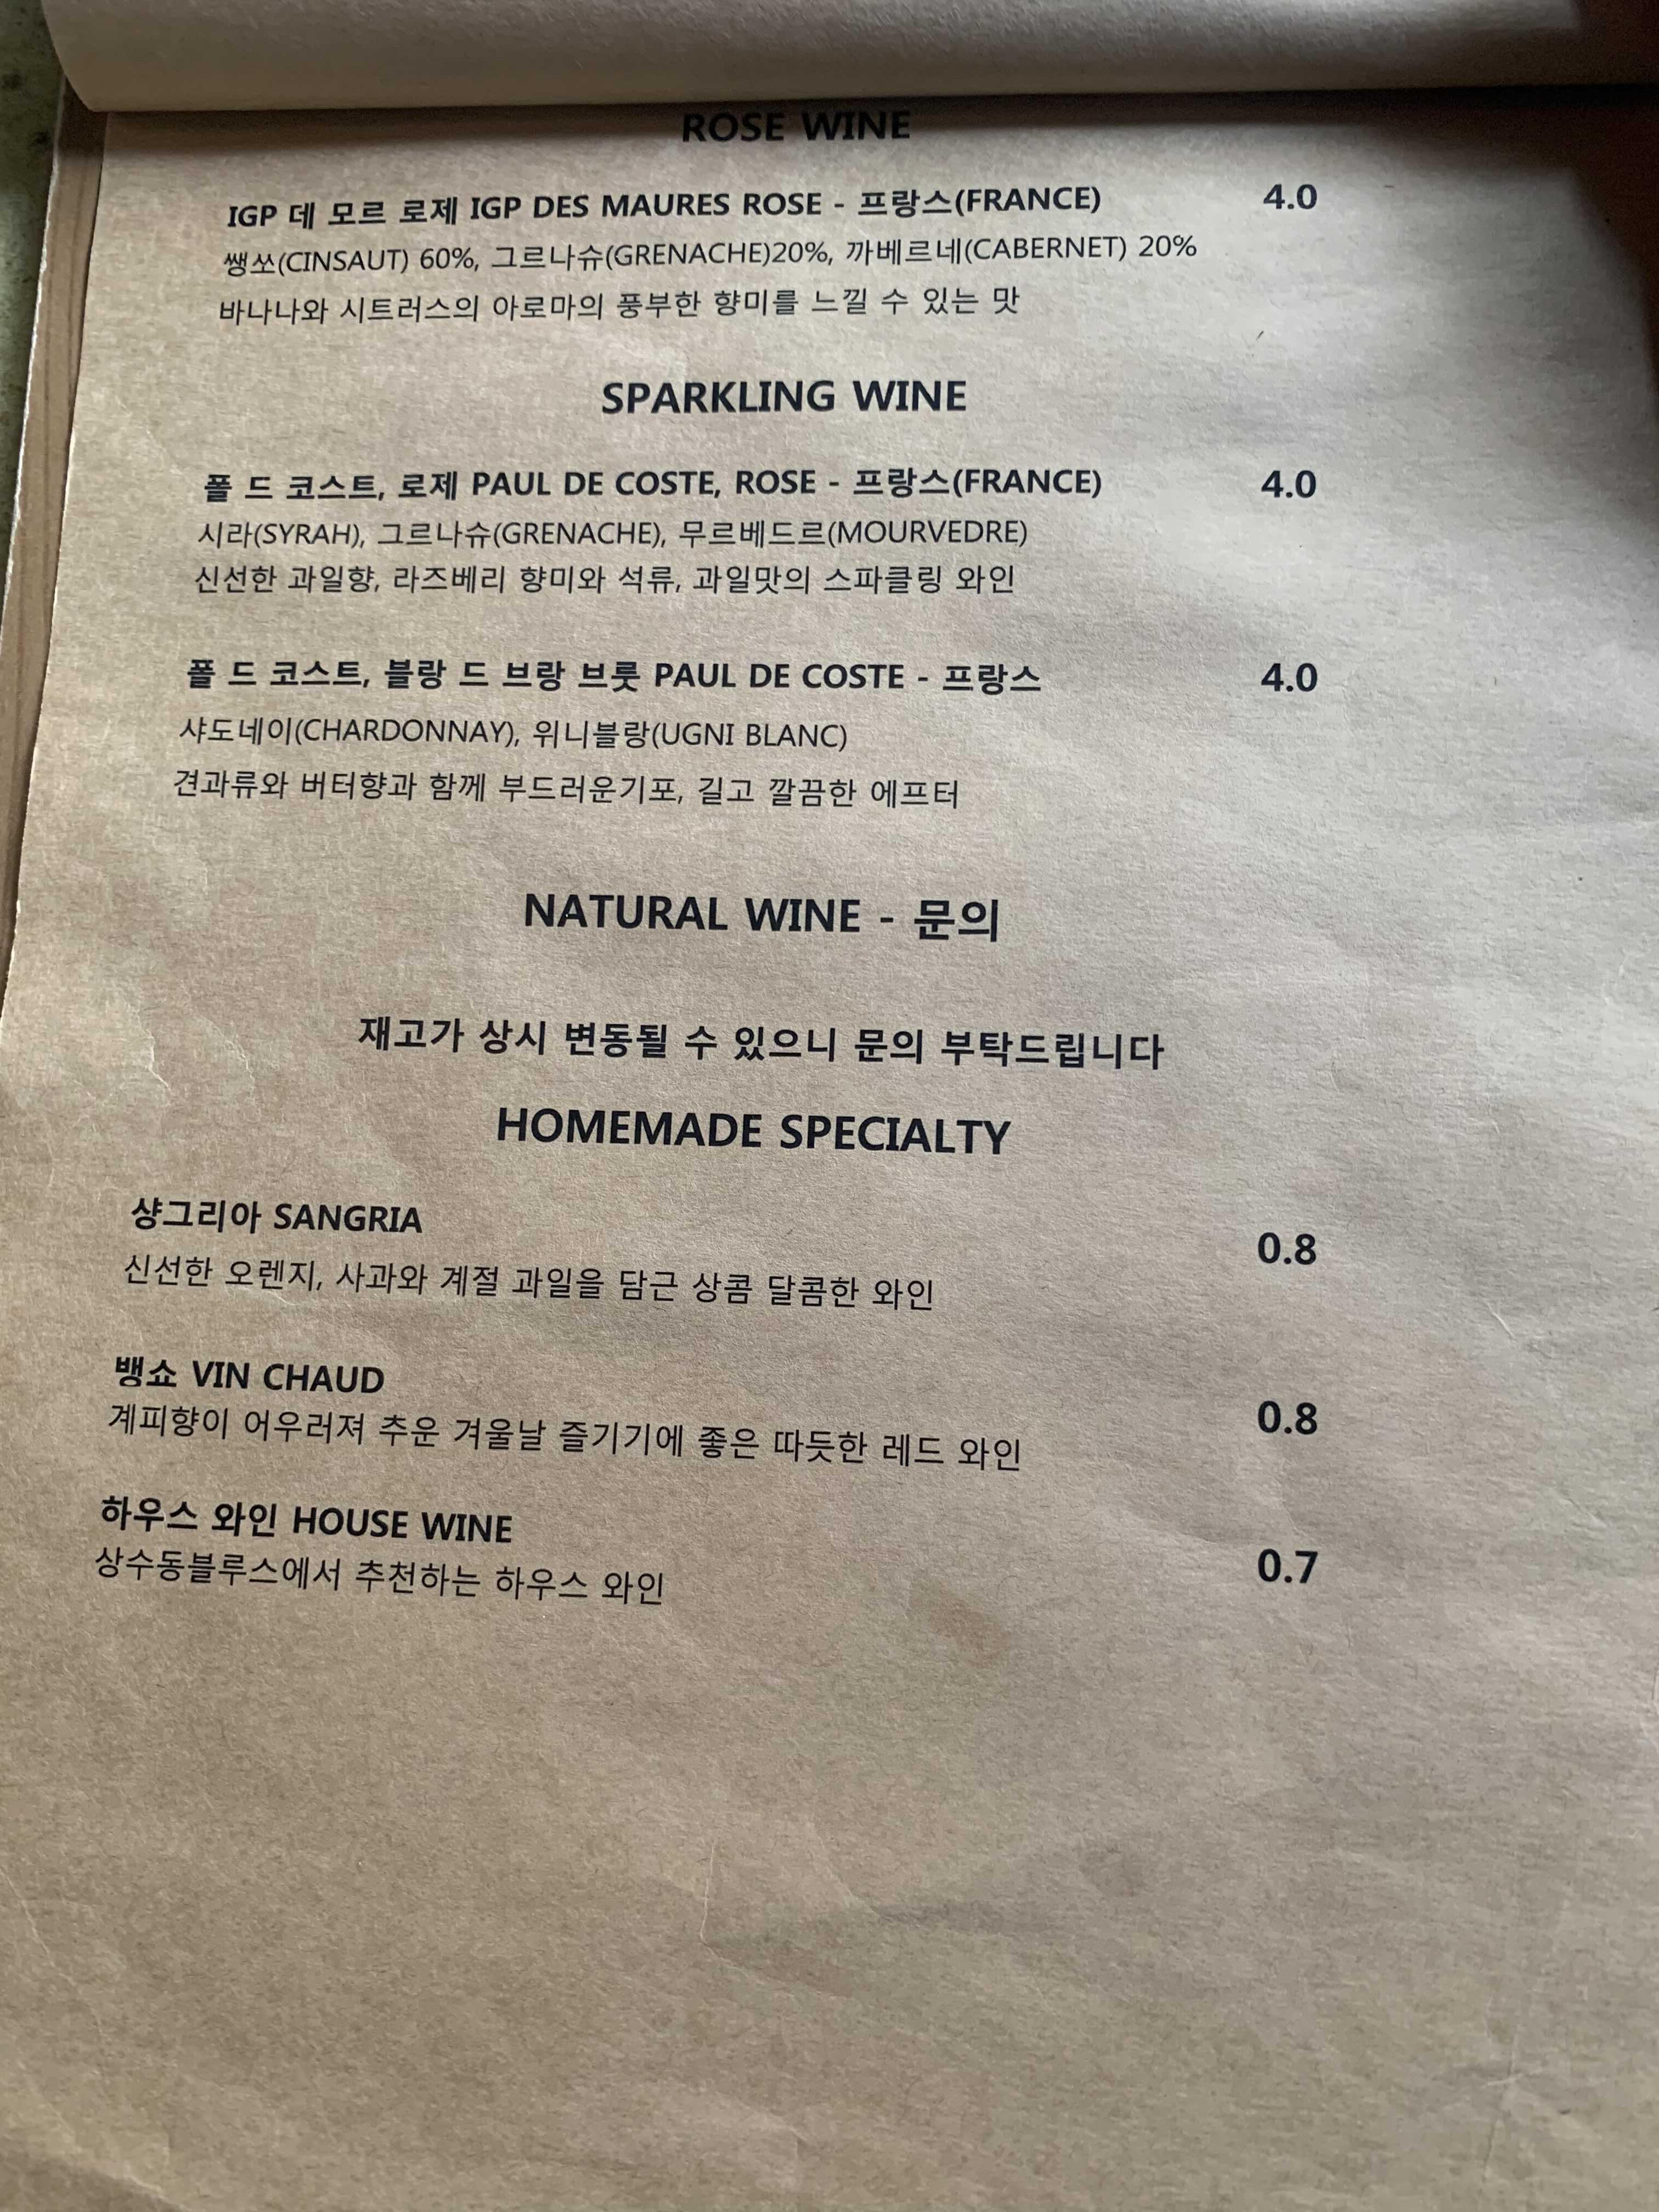 ROSE WINE
IGP 데 모르 로제 IGP DES MAURES ROSE - 프랑스(FRANCE) 4.0
쌩쏘(CINSAUT) 60%, 그르나슈(GRENACHE)20%, 까베르네(CABERNET) 20%
바나나와 시트러스의 아로마의 풍부한 향미를 느낄 수 있는 맛
SPARKLING WINE
폴 드 코스트, 로제 PAUL DE COSTE, ROSE - 프랑스(FRANCE) 4.0
시라(SYRAH), 그르나슈(GRENACHE), 무르베드르(MOURVEDRE)
신선한 과일향, 라즈베리 향미와 석류, 과일맛의 스파클링 와인
폴 드 코스트, 블랑 드 브랑 브룻 PAUL DE COSTE - 프랑스 4.0
샤도네이(CHARDONNAY), 위니블랑(UGNI BLANC)
견과류와 버터향과 함께 부드러운기포, 길고 깔끔한 에프터
NATURAL WINE - 문의
재고가 상시 변동될 수 있으니 문의 부탁드립니다
HOMEMADE SPECIALTY
샹그리아 SANGRIA 0.8
신선한 오렌지, 사과와 계절 과일을 담근 상콤 달콤한 와인
뱅쇼 VIN CHAUD 0.8
계피향이 어우러져 추운 겨울날 즐기기에 좋은 따듯한 레드 와인
하우스 와인 HOUSE WINE 0.7
상수동블루스에서 추천하는 하우스 와인